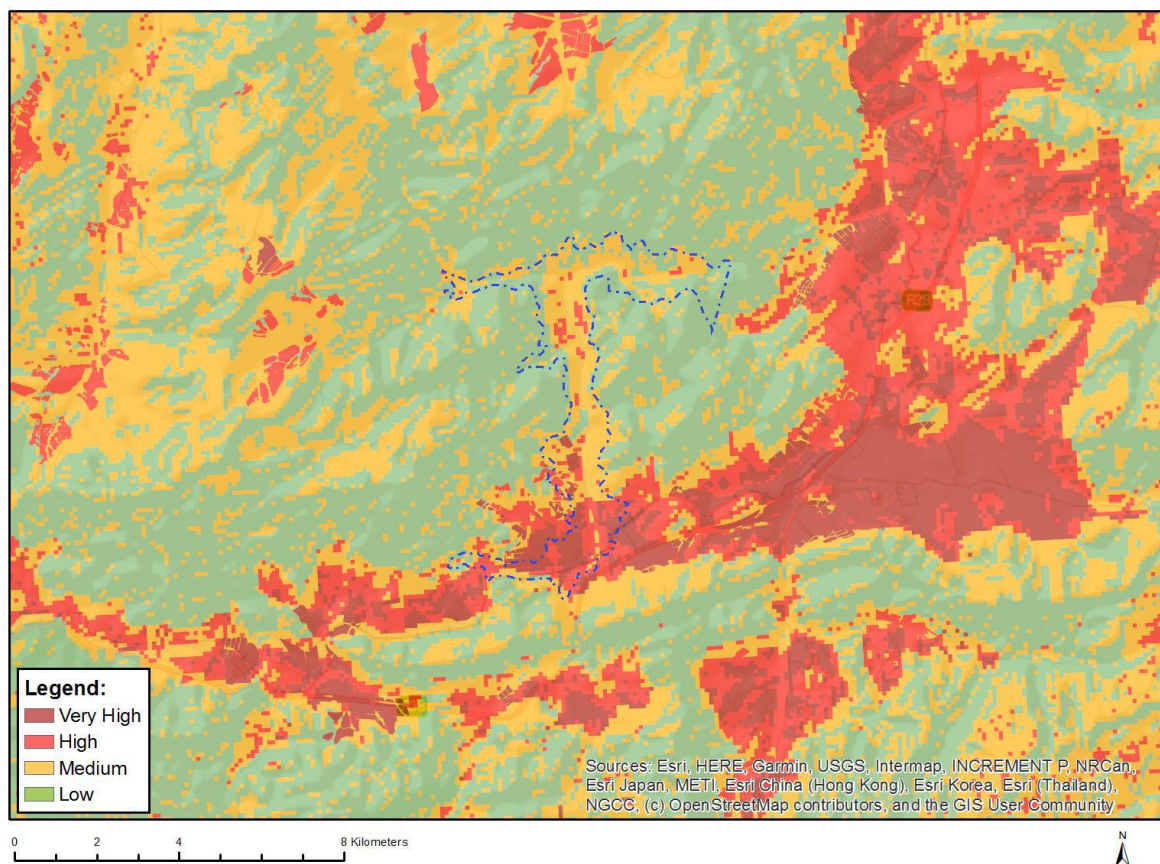 R38
Legend:
Very High
High
Medium
Low
Sources: Esri, HERE, Garmin, USGS, Intermap, INCREMENT P, NRCan,
Esri Japan, METI, Esri China (Hong Kong), Esri Korea, Esri (Thailand),
NGCC, (c) OpenStreetMap contributors, and the GIS User Community
0 2 4 8 Kilometers
N